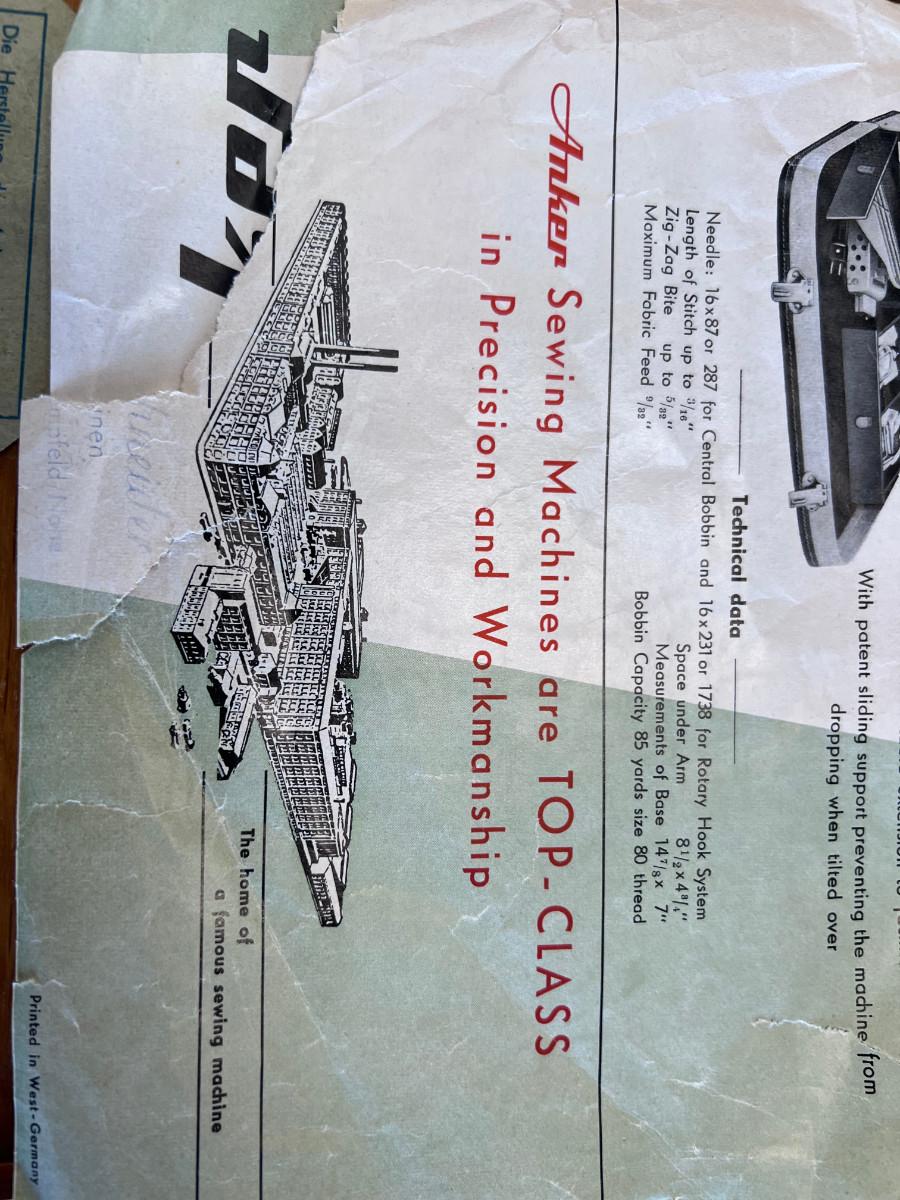 With patent sliding support preventing the machine from
dropping when tilted over
Technical data
Needle: 16x87 or 287 for Central Bobbin and 16x231 or 1738 for Rotary Hook System
Length of Stitch up to 3/16"
Space under Arm 8 1/2 x 4 3/4"
Zig-Zag Bite up to 5/32"
Measurements of Base 14 7/8 x 7"
Maximum Fabric Feed 9/32"
Bobbin Capacity 85 yards size 80 thread
Anker Sewing Machines are TOP-CLASS
in Precision and Workmanship
The home of
a famous sewing machine
Printed in West-Germany
Die Herstellung